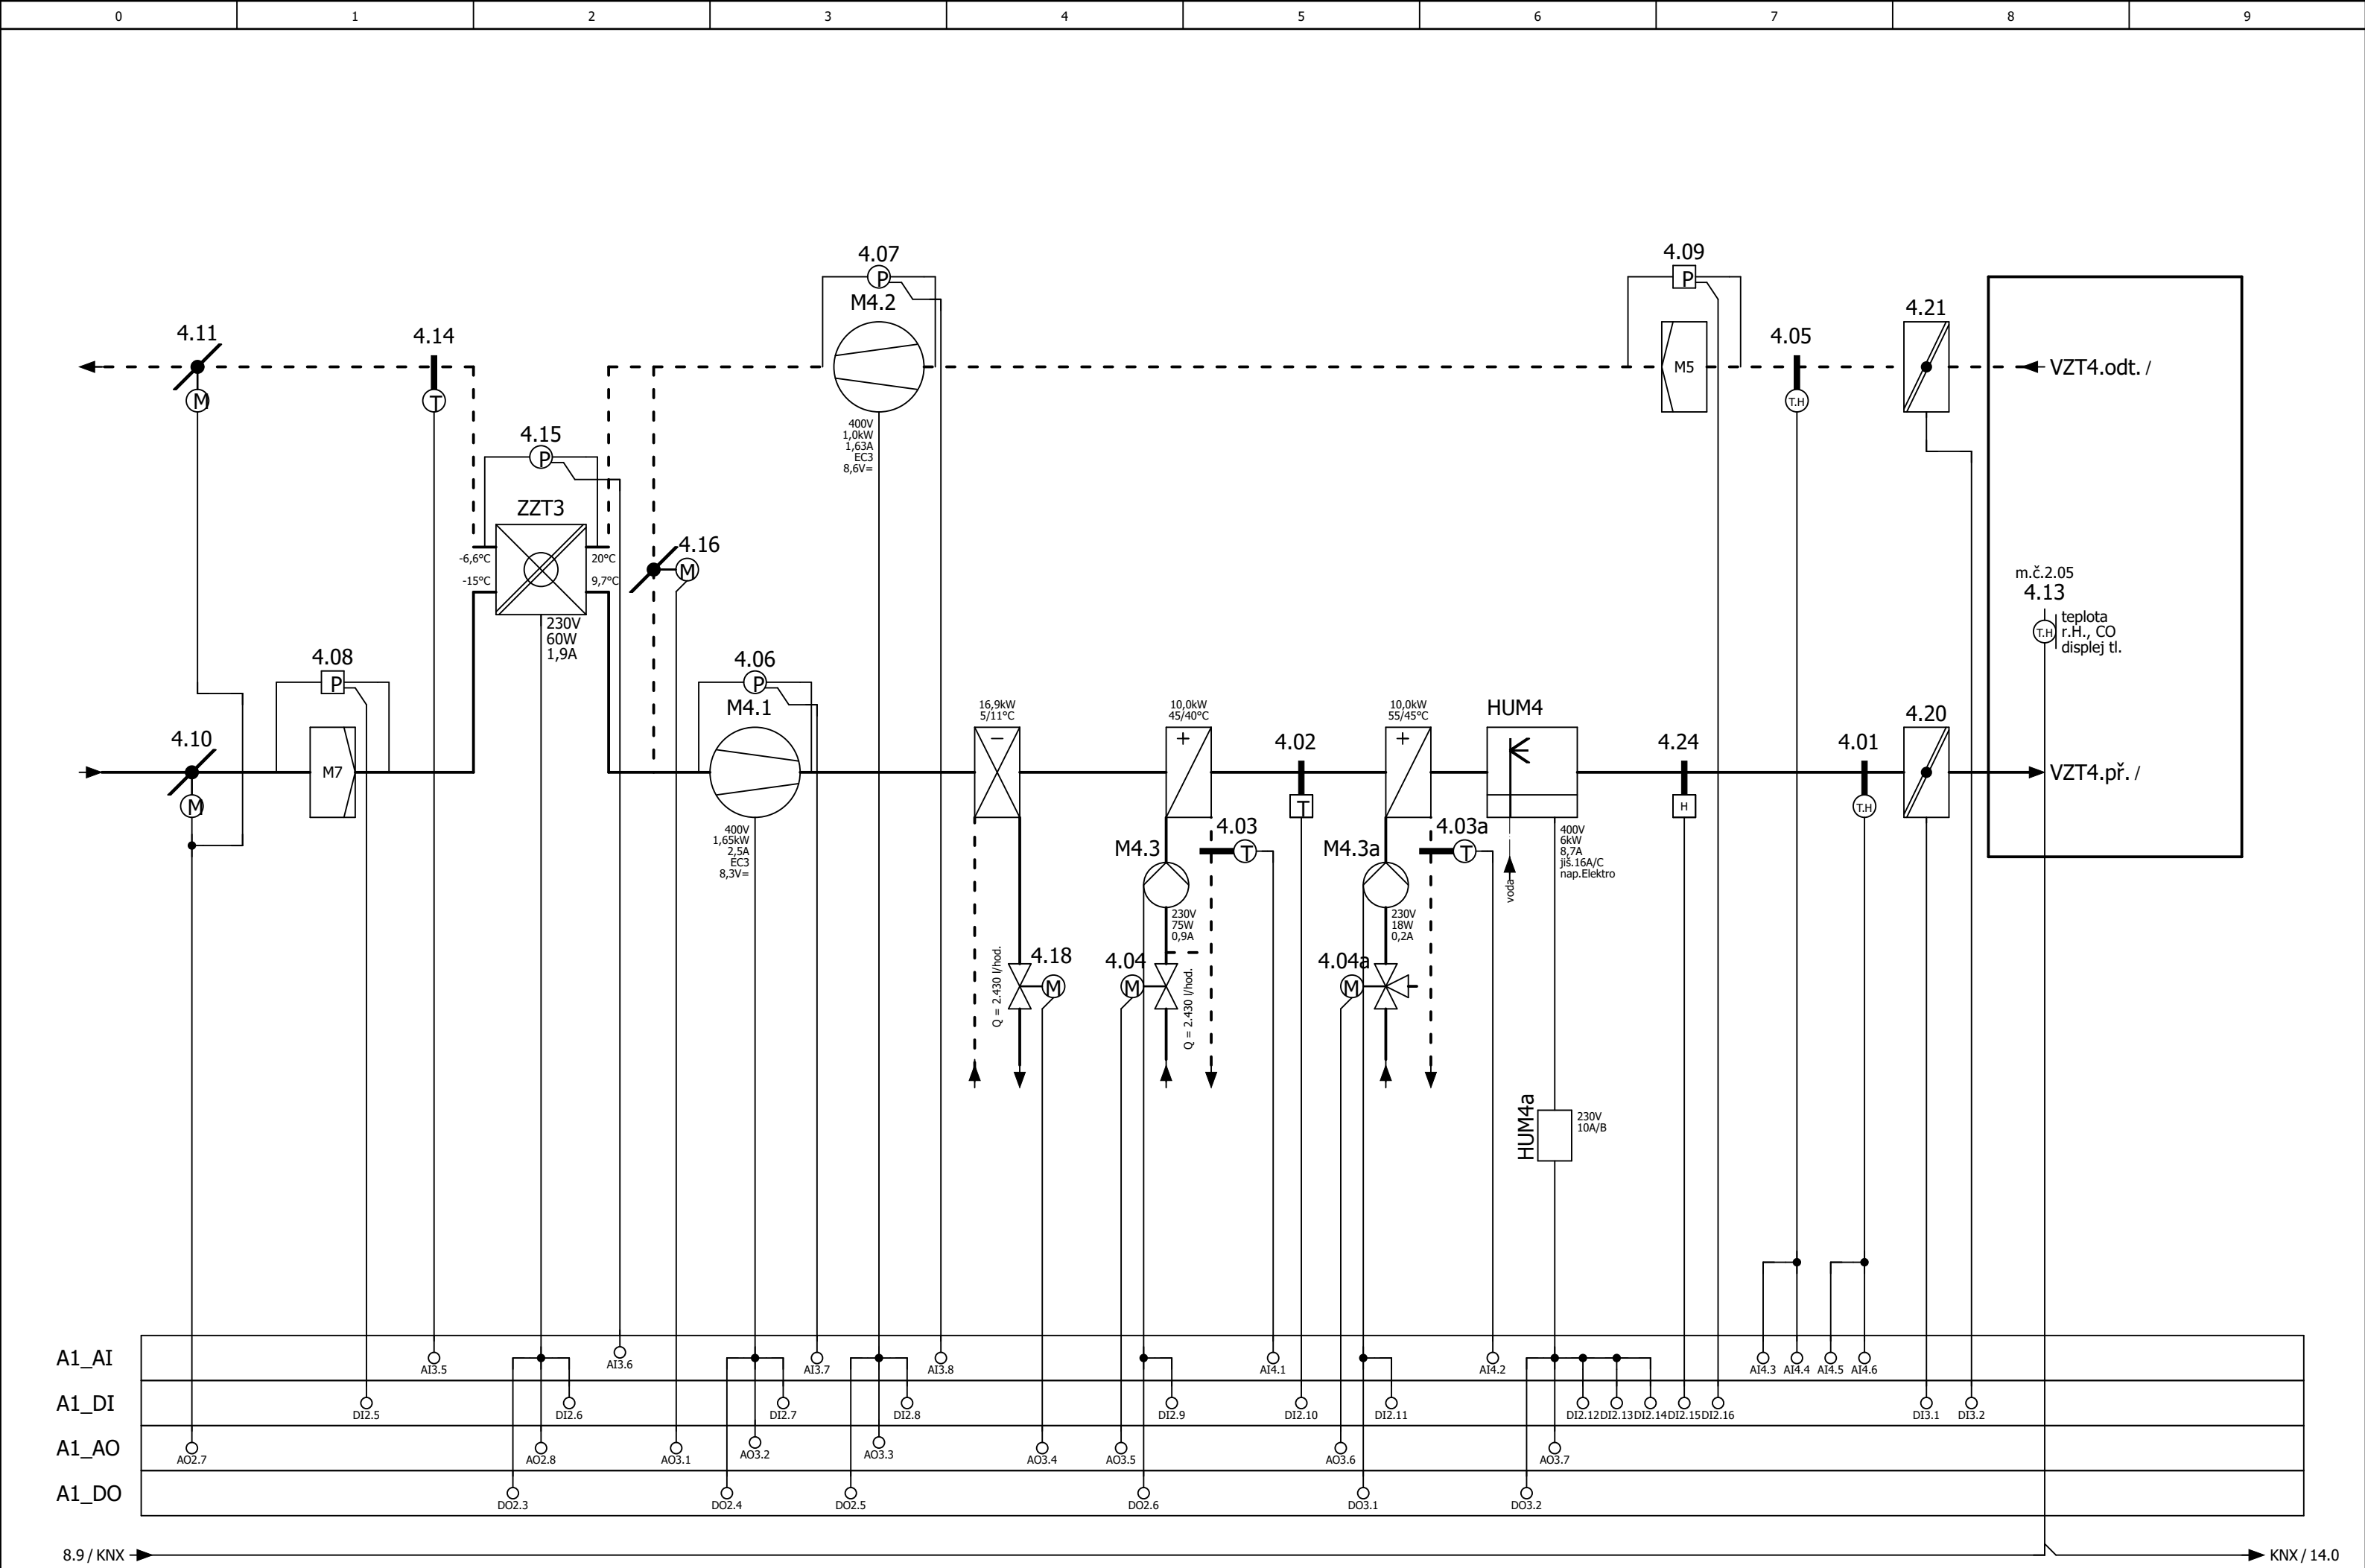 0 1 2 3 4 5 6 7 8 9
4.07
4.09
P
P
M4.2
4.11
4.14
4.21
4.05
M5
VZT4.odt. /
M
T
T.H
400V
1,0kW
1,63A
EC3
8,6V=
4.15
P
ZZT3
4.16
M
-6,6°C
20°C
-15°C
9,7°C
230V
60W
1,9A
m.č.2.05
4.13
T.H
teplota
r.H., CO
displej tl.
4.08
P
4.06
P
M4.1
16,9kW
5/11°C
10,0kW
45/40°C
10,0kW
55/45°C
HUM4
4.10
4.02
4.24
4.01
4.20
M7
−
+
+
VZT4.př. /
M
T
H
T.H
400V
1,65kW
2,5A
EC3
8,3V=
M4.3
4.03
T
M4.3a
4.03a
T
400V
6kW
8,7A
jiš.16A/C
nap.Elektro
voda
230V
75W
0,9A
230V
18W
0,2A
Q = 2.430 l/hod.
4.18
M
4.04
M
Q = 2.430 l/hod.
4.04a
M
HUM4a
230V
10A/B
A1_AI
AI3.5 AI3.6 AI3.7 AI3.8 AI4.1 AI4.2 AI4.3 AI4.4 AI4.5 AI4.6
A1_DI
DI2.5 DI2.6 DI2.7 DI2.8 DI2.9 DI2.10 DI2.11 DI2.12 DI2.13 DI2.14 DI2.15 DI2.16 DI3.1 DI3.2
A1_AO
AO2.7 AO2.8 AO3.1 AO3.2 AO3.3 AO3.4 AO3.5 AO3.6 AO3.7
A1_DO
DO2.3 DO2.4 DO2.5 DO2.6 DO3.1 DO3.2
8.9 / KNX
KNX / 14.0